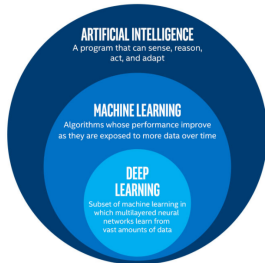 ARTIFICIAL INTELLIGENCE
A program that can sense, reason,
act, and adapt
MACHINE LEARNING
Algorithms whose performance improve
as they are exposed to more data over time
DEEP
LEARNING
Subset of machine learning in
which multilayered neural
networks learn from
vast amounts of data